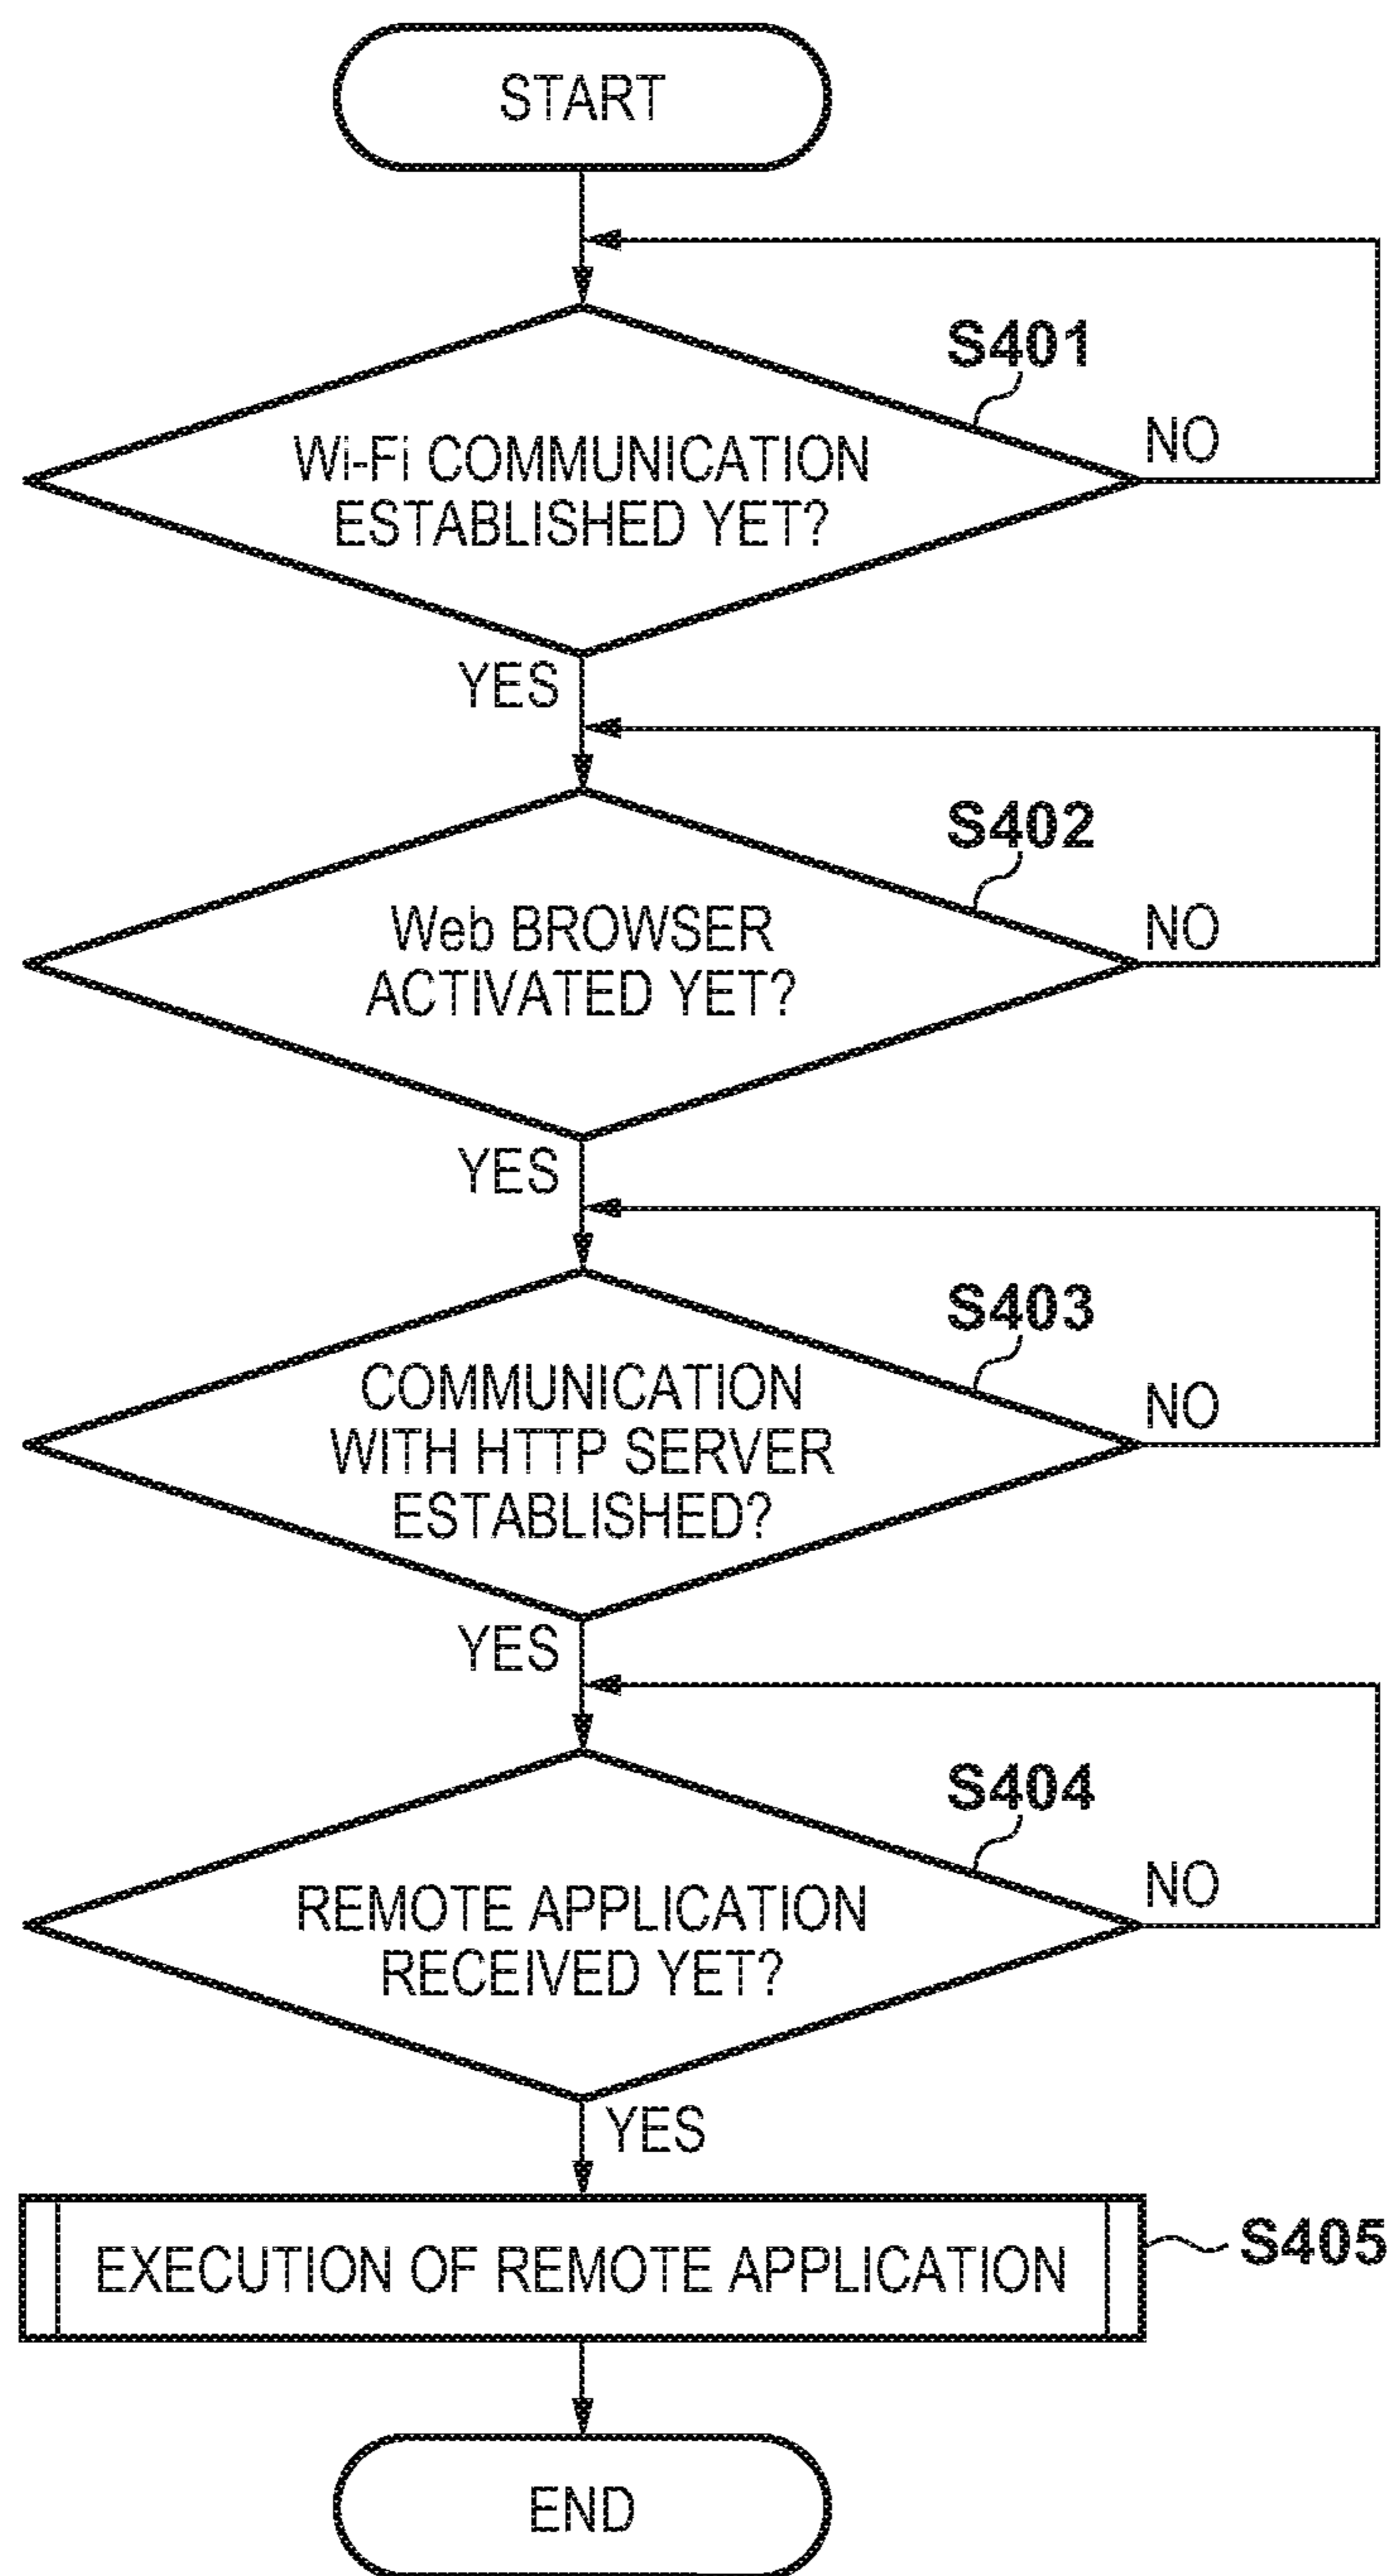 START
S401
Wi-Fi COMMUNICATION
ESTABLISHED YET?
NO
YES
S402
Web BROWSER
ACTIVATED YET?
NO
YES
S403
COMMUNICATION
WITH HTTP SERVER
ESTABLISHED?
NO
YES
S404
REMOTE APPLICATION
RECEIVED YET?
NO
YES
EXECUTION OF REMOTE APPLICATION
S405
END